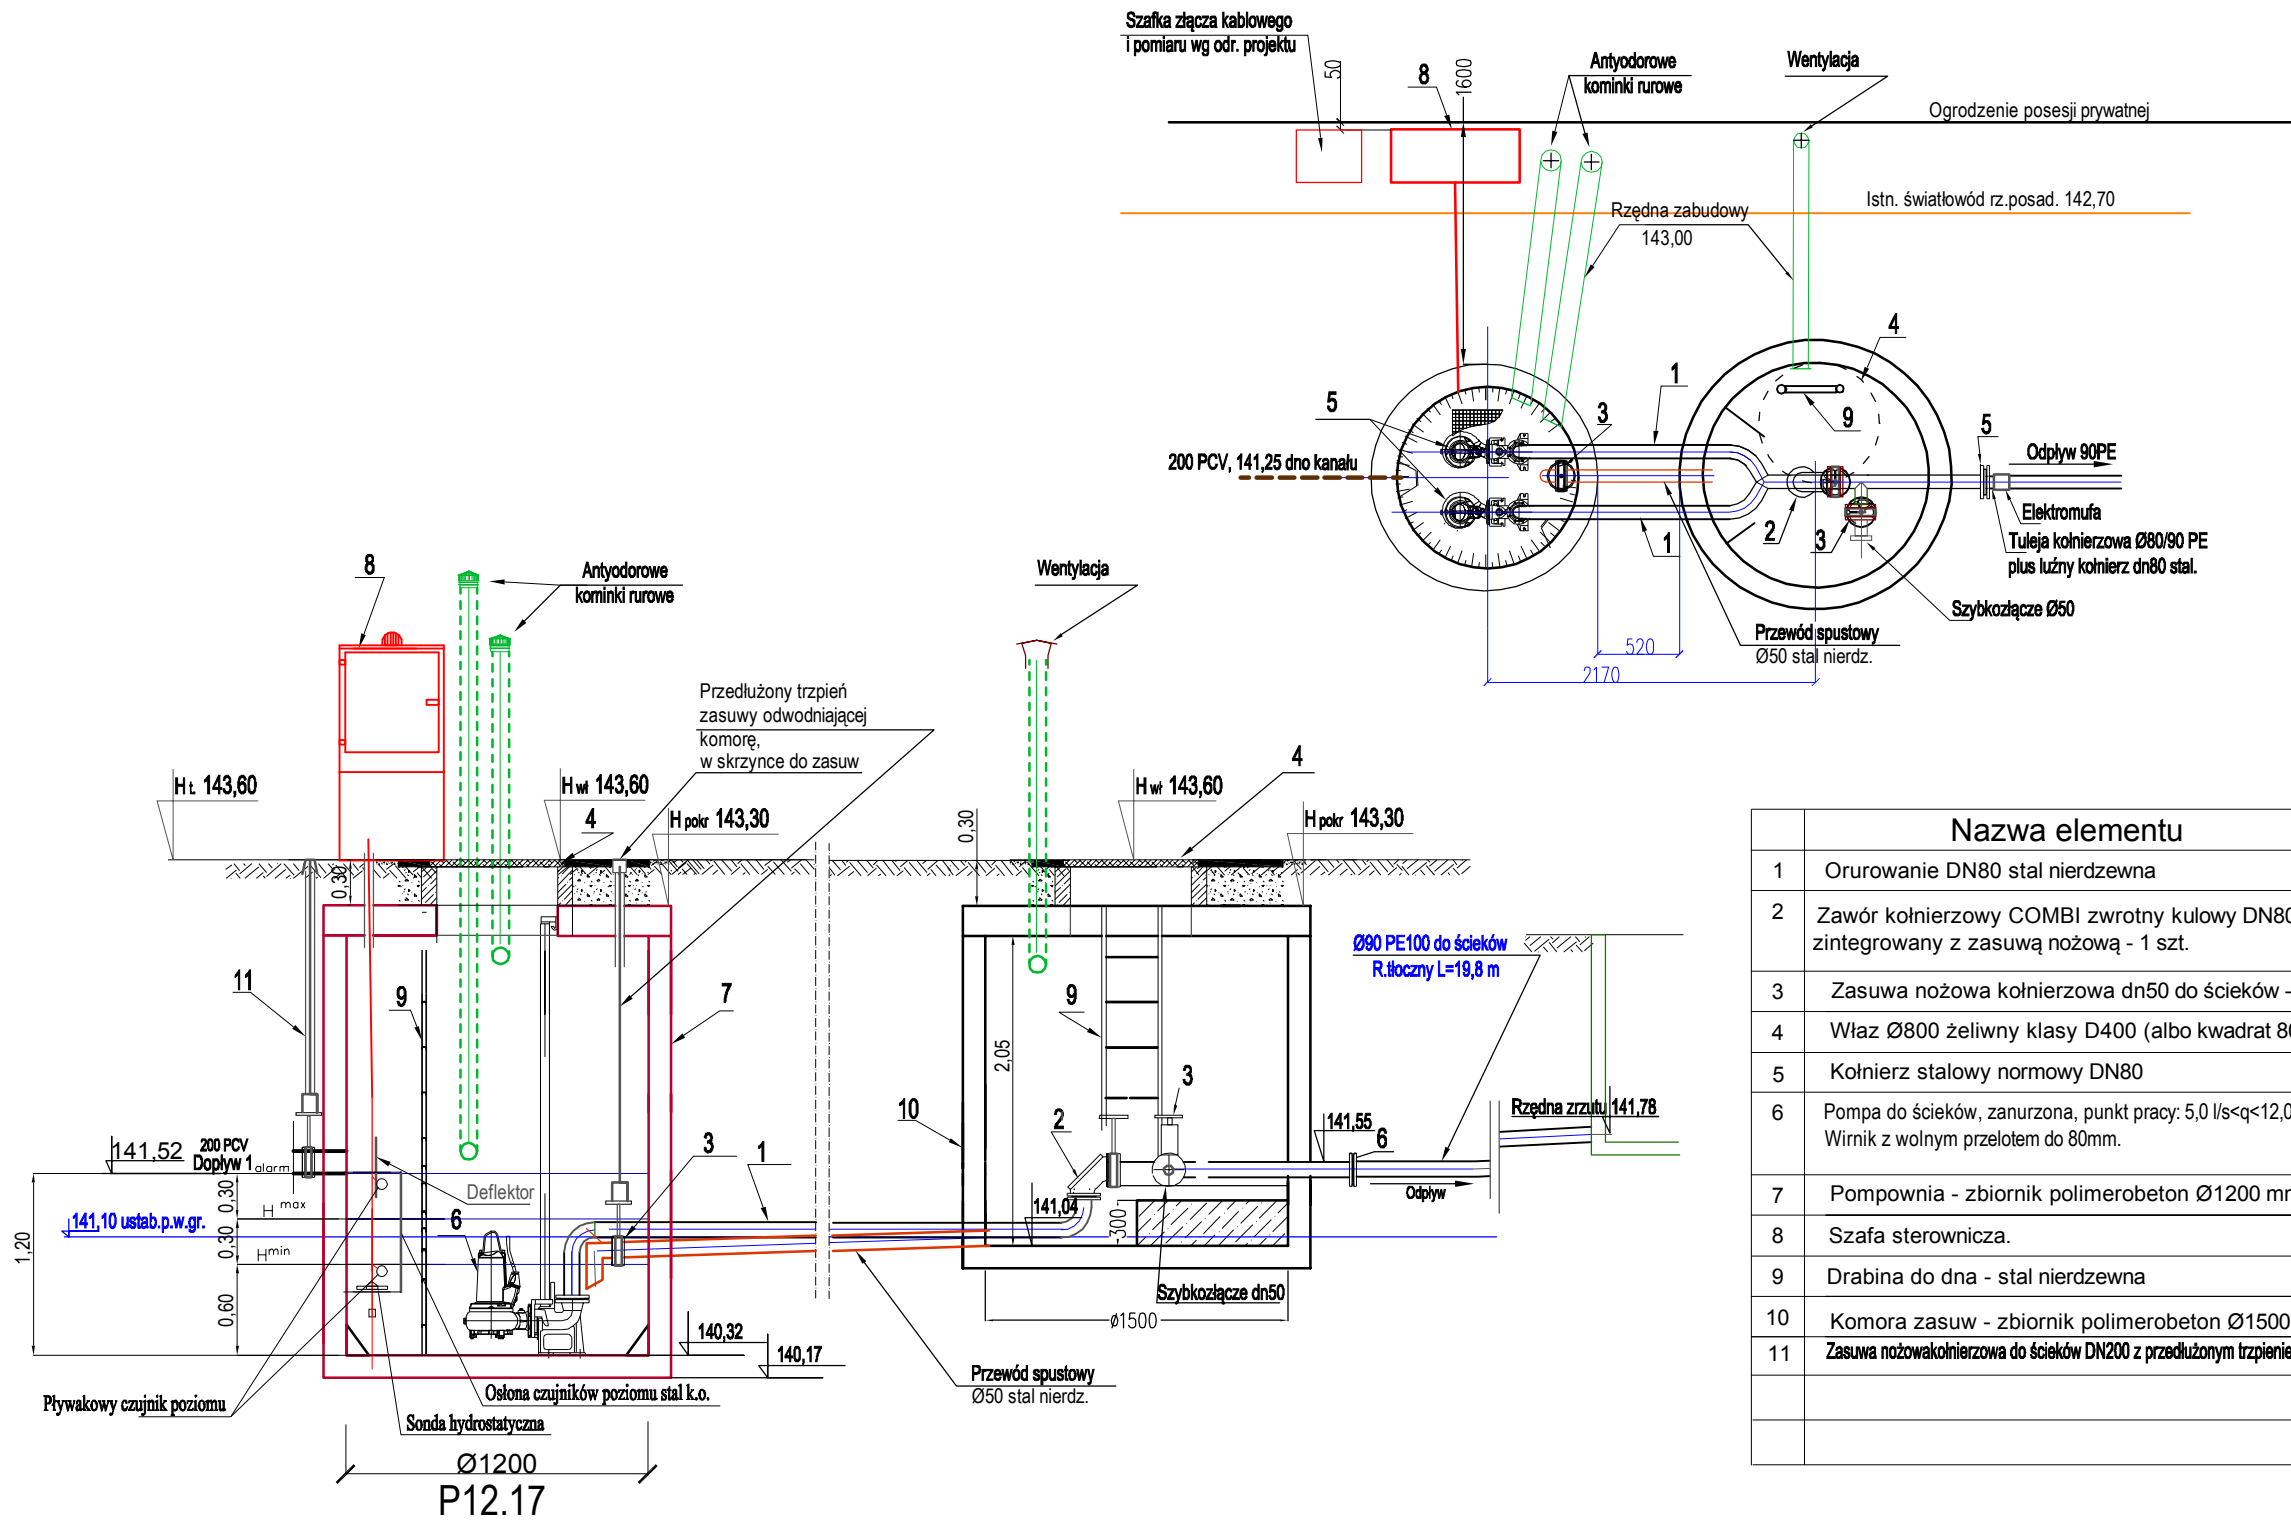 Szafka złącza kablowego
i pomiaru wg odr. projektu
50
8
1600
Antyodorowe
kominki rurowe
Wentylacja
Ogrodzenie posesji prywatnej
Istn. światłowód rz.posad. 142,70
Rzędna zabudowy
143,00
4
1
5
3
9
5
Odpływ 90PE
200 PCV, 141,25 dno kanału
2
3
1
Elektromufa
Tuleja kołnierzowa Ø80/90 PE
plus luźny kołnierz dn80 stal.
Szybkozłącze Ø50
Przewód spustowy
Ø50 stal nierdz.
520
2170
8
Antyodorowe
kominki rurowe
Wentylacja
Przedłużony trzpień
zasuwy odwodniającej
komorę,
w skrzynce do zasuw
H t. 143,60
H wł 143,60
4
H pokr 143,30
0,30
H wł 143,60
4
H pokr 143,30
0,30
Ø90 PE100 do ścieków
R.tłoczny L=19,8 m
11
9
7
9
2,05
3
10
2
141,55
6
Rzędna zrzutu 141,78
141,52
200 PCV
Dopływ 1
alarm
0,30
H max
Deflektor
3
1
141,04
300
Odpływ
141,10 ustab.p.w.gr.
6
0,30
H min
1,20
0,60
Szybkozłącze dn50
Ø1500
140,32
140,17
Przewód spustowy
Ø50 stal nierdz.
Pływakowy czujnik poziomu
Osłona czujników poziomu stal k.o.
Sonda hydrostatyczna
Ø1200
P12.17
Nazwa elementu
1 Orurowanie DN80 stal nierdzewna
2 Zawór kołnierzowy COMBI zwrotny kulowy DN80
zintegrowany z zasuwą nożową - 1 szt.
3 Zasuwa nożowa kołnierzowa dn50 do ścieków -
4 Właz Ø800 żeliwny klasy D400 (albo kwadrat 80
5 Kołnierz stalowy normowy DN80
6 Pompa do ścieków, zanurzona, punkt pracy: 5,0 l/s<q<12,0
Wirnik z wolnym przelotem do 80mm.
7 Pompownia - zbiornik polimerobeton Ø1200 mm
8 Szafa sterownicza.
9 Drabina do dna - stal nierdzewna
10 Komora zasuw - zbiornik polimerobeton Ø1500
11 Zasuwa nożowakołnierzowa do ścieków DN200 z przedłużonym trzpienie